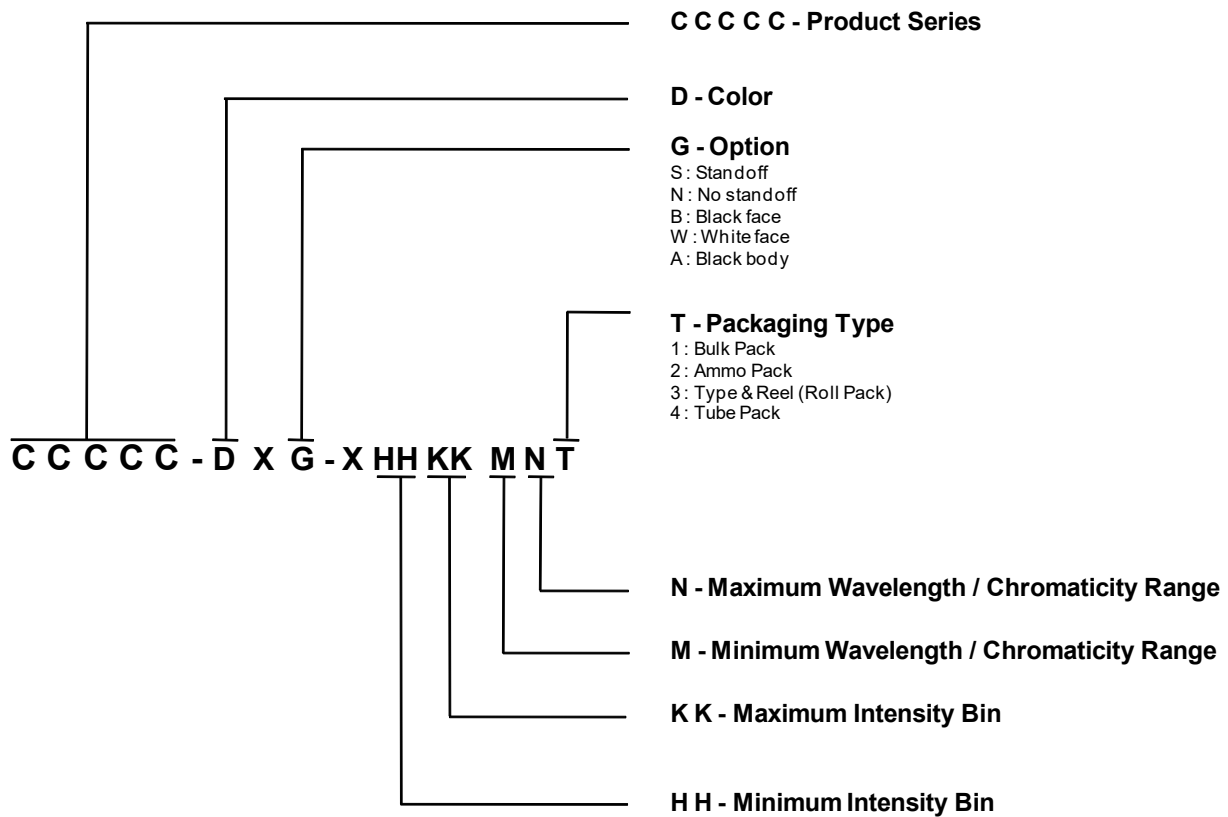 C C C C C - Product Series
D - Color
G - Option
S : Standoff
N : No standoff
B : Black face
W : White face
A : Black body
T - Packaging Type
1 : Bulk Pack
2 : Ammo Pack
3 : Type & Reel (Roll Pack)
4 : Tube Pack
C C C C C - D X G - X HH KK M N T
N - Maximum Wavelength / Chromaticity Range
M - Minimum Wavelength / Chromaticity Range
K K - Maximum Intensity Bin
H H - Minimum Intensity Bin